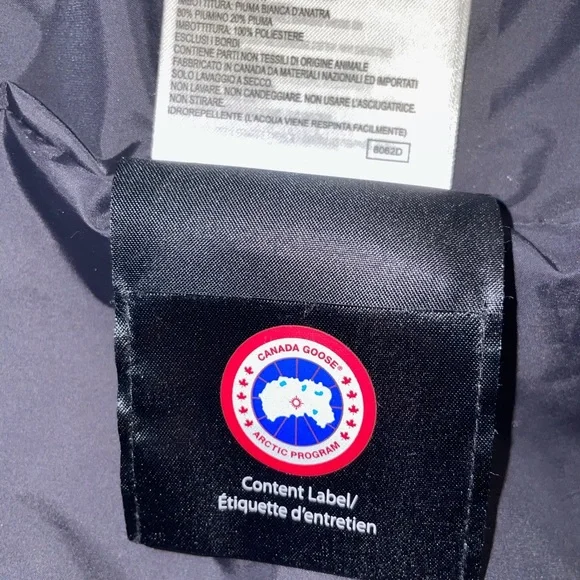 IMBOTTITURA: PIUMA BIANCA D'ANATRA
80% PIUMINO 20% PIUMA
IMBOTTITURA: 100% POLIESTERE
ESCLUSI I BORDI
CONTIENE PARTI NON TESSILI DI ORIGINE ANIMALE
FABBRICATO IN CANADA DA MATERIALI NAZIONALI ED IMPORTATI
SOLO LAVAGGIO A SECCO.
NON LAVARE. NON CANDEGGIARE. NON USARE L'ASCIUGATRICE.
NON STIRARE.
IDROREPELLENTE (L'ACQUA VIENE RESPINTA FACILMENTE)
8062D
CANADA GOOSE®
ARCTIC PROGRAM
Content Label/
Étiquette d'entretien